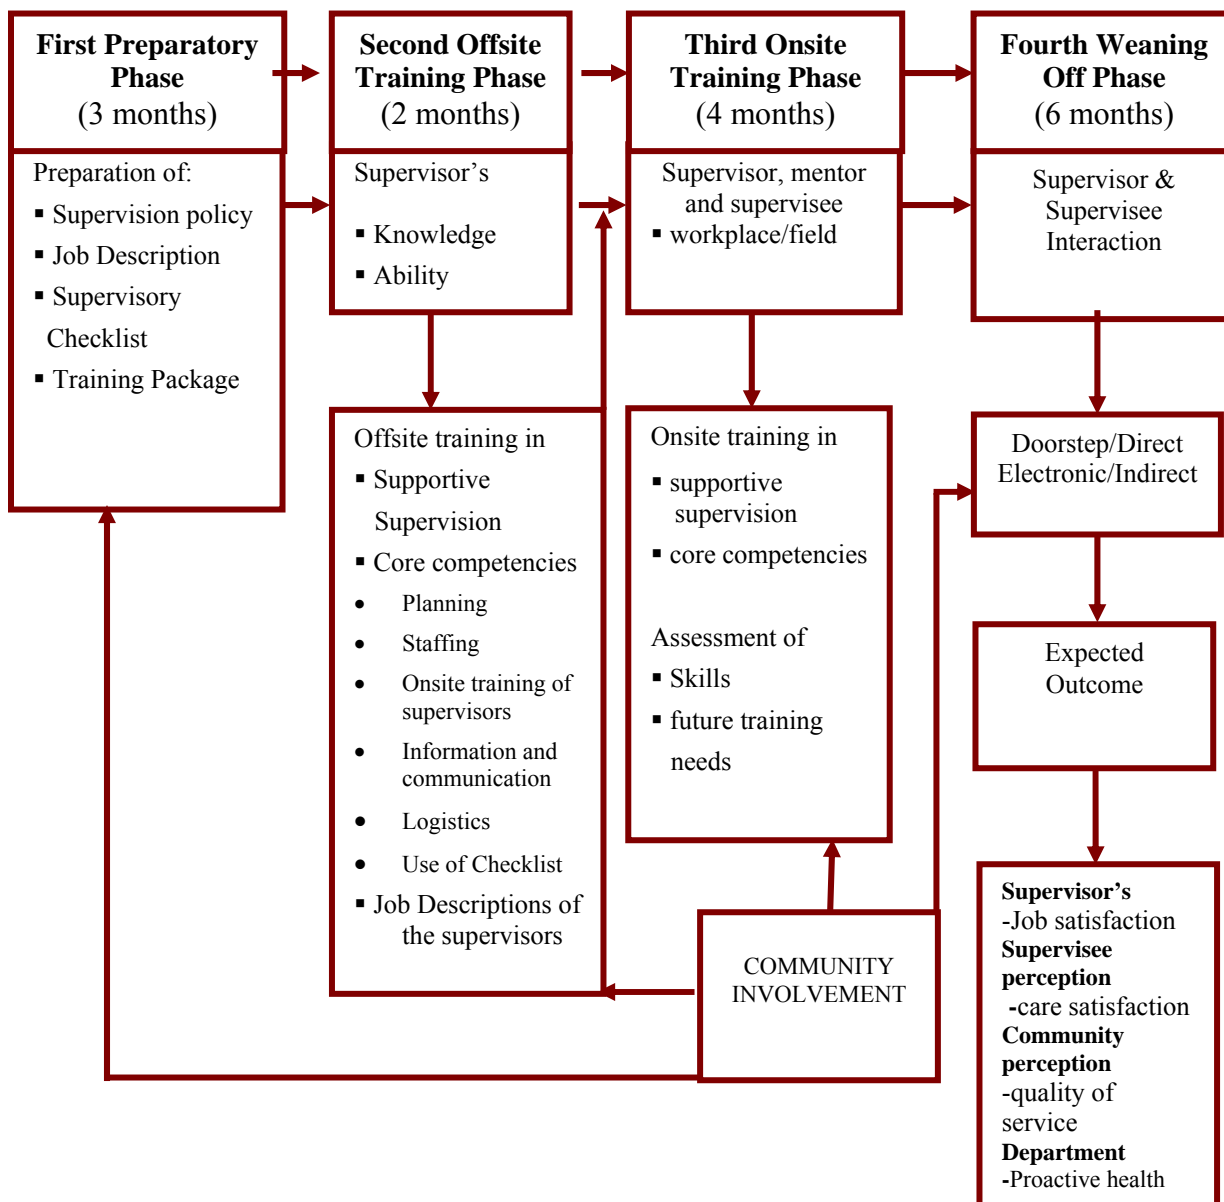 First Preparatory
Phase
(3 months)
Second Offsite
Training Phase
(2 months)
Third Onsite
Training Phase
(4 months)
Fourth Weaning
Off Phase
(6 months)
Preparation of:
▪ Supervision policy
▪ Job Description
▪ Supervisory
Checklist
▪ Training Package
Supervisor’s
▪ Knowledge
▪ Ability
Supervisor, mentor
and supervisee
▪ workplace/field
Supervisor &
Supervisee
Interaction
Offsite training in
▪ Supportive
Supervision
▪ Core competencies
• Planning
• Staffing
• Onsite training of
supervisors
• Information and
communication
• Logistics
• Use of Checklist
▪ Job Descriptions of
the supervisors
Onsite training in
▪ supportive
supervision
▪ core competencies
Assessment of
▪ Skills
▪ future training
needs
Doorstep/Direct
Electronic/Indirect
Expected
Outcome
COMMUNITY
INVOLVEMENT
Supervisor’s
-Job satisfaction
Supervisee
perception
-care satisfaction
Community
perception
-quality of
service
Department
-Proactive health